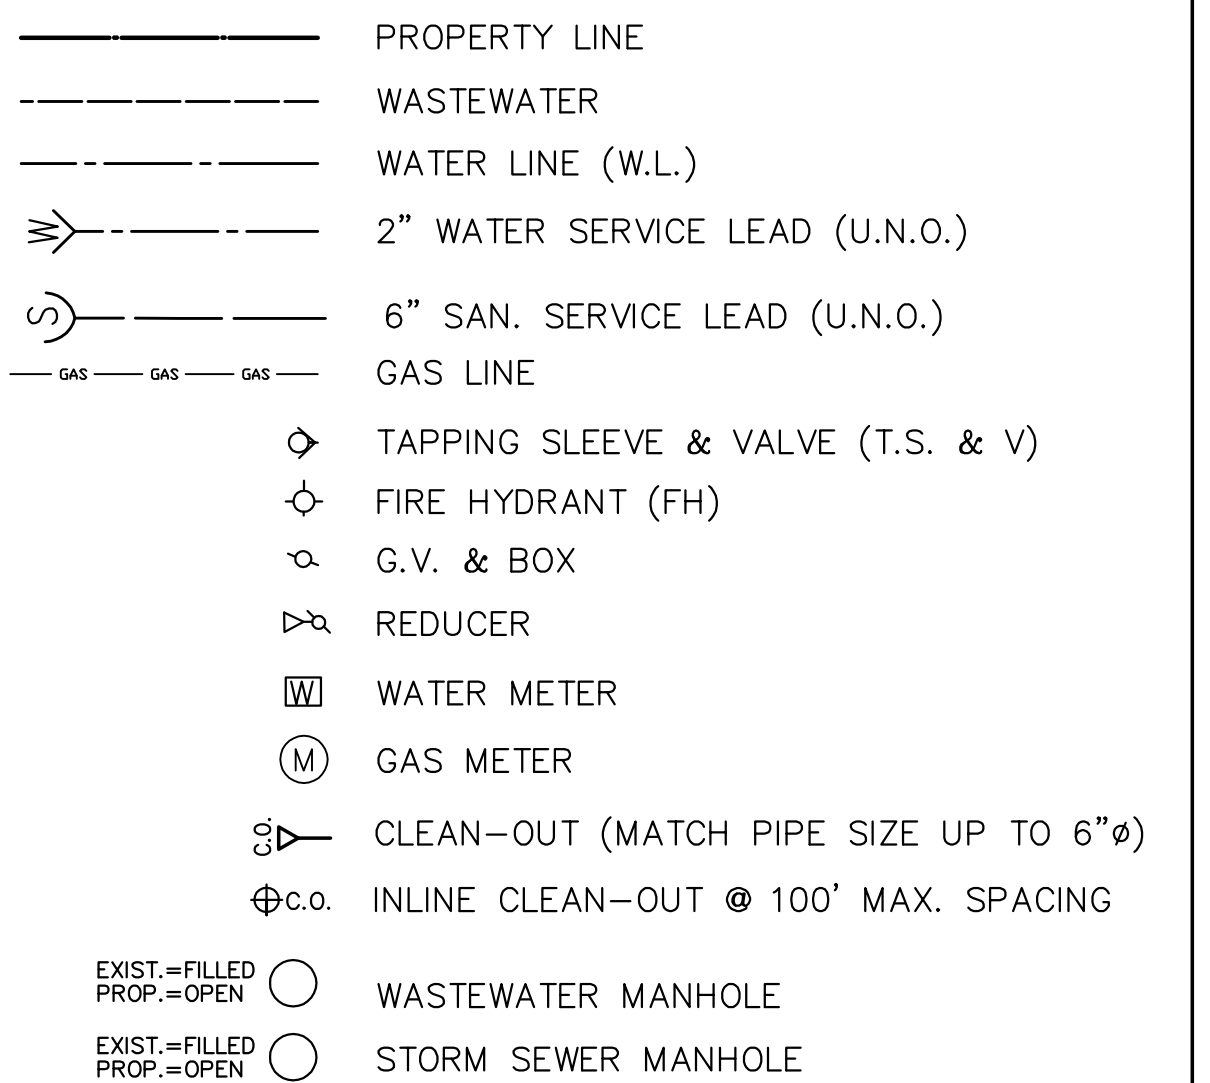 PROPERTY LINE
WASTEWATER
WATER LINE (W.L.)
W 2" WATER SERVICE LEAD (U.N.O.)
S 6" SAN. SERVICE LEAD (U.N.O.)
GAS GAS GAS GAS LINE
TAPPING SLEEVE & VALVE (T.S. & V)
FIRE HYDRANT (FH)
G.V. & BOX
REDUCER
W WATER METER
M GAS METER
C.O. CLEAN-OUT (MATCH PIPE SIZE UP TO 6"ø)
C.O. INLINE CLEAN-OUT @ 100' MAX. SPACING
EXIST.=FILLED
PROP.=OPEN
WASTEWATER MANHOLE
EXIST.=FILLED
PROP.=OPEN
STORM SEWER MANHOLE